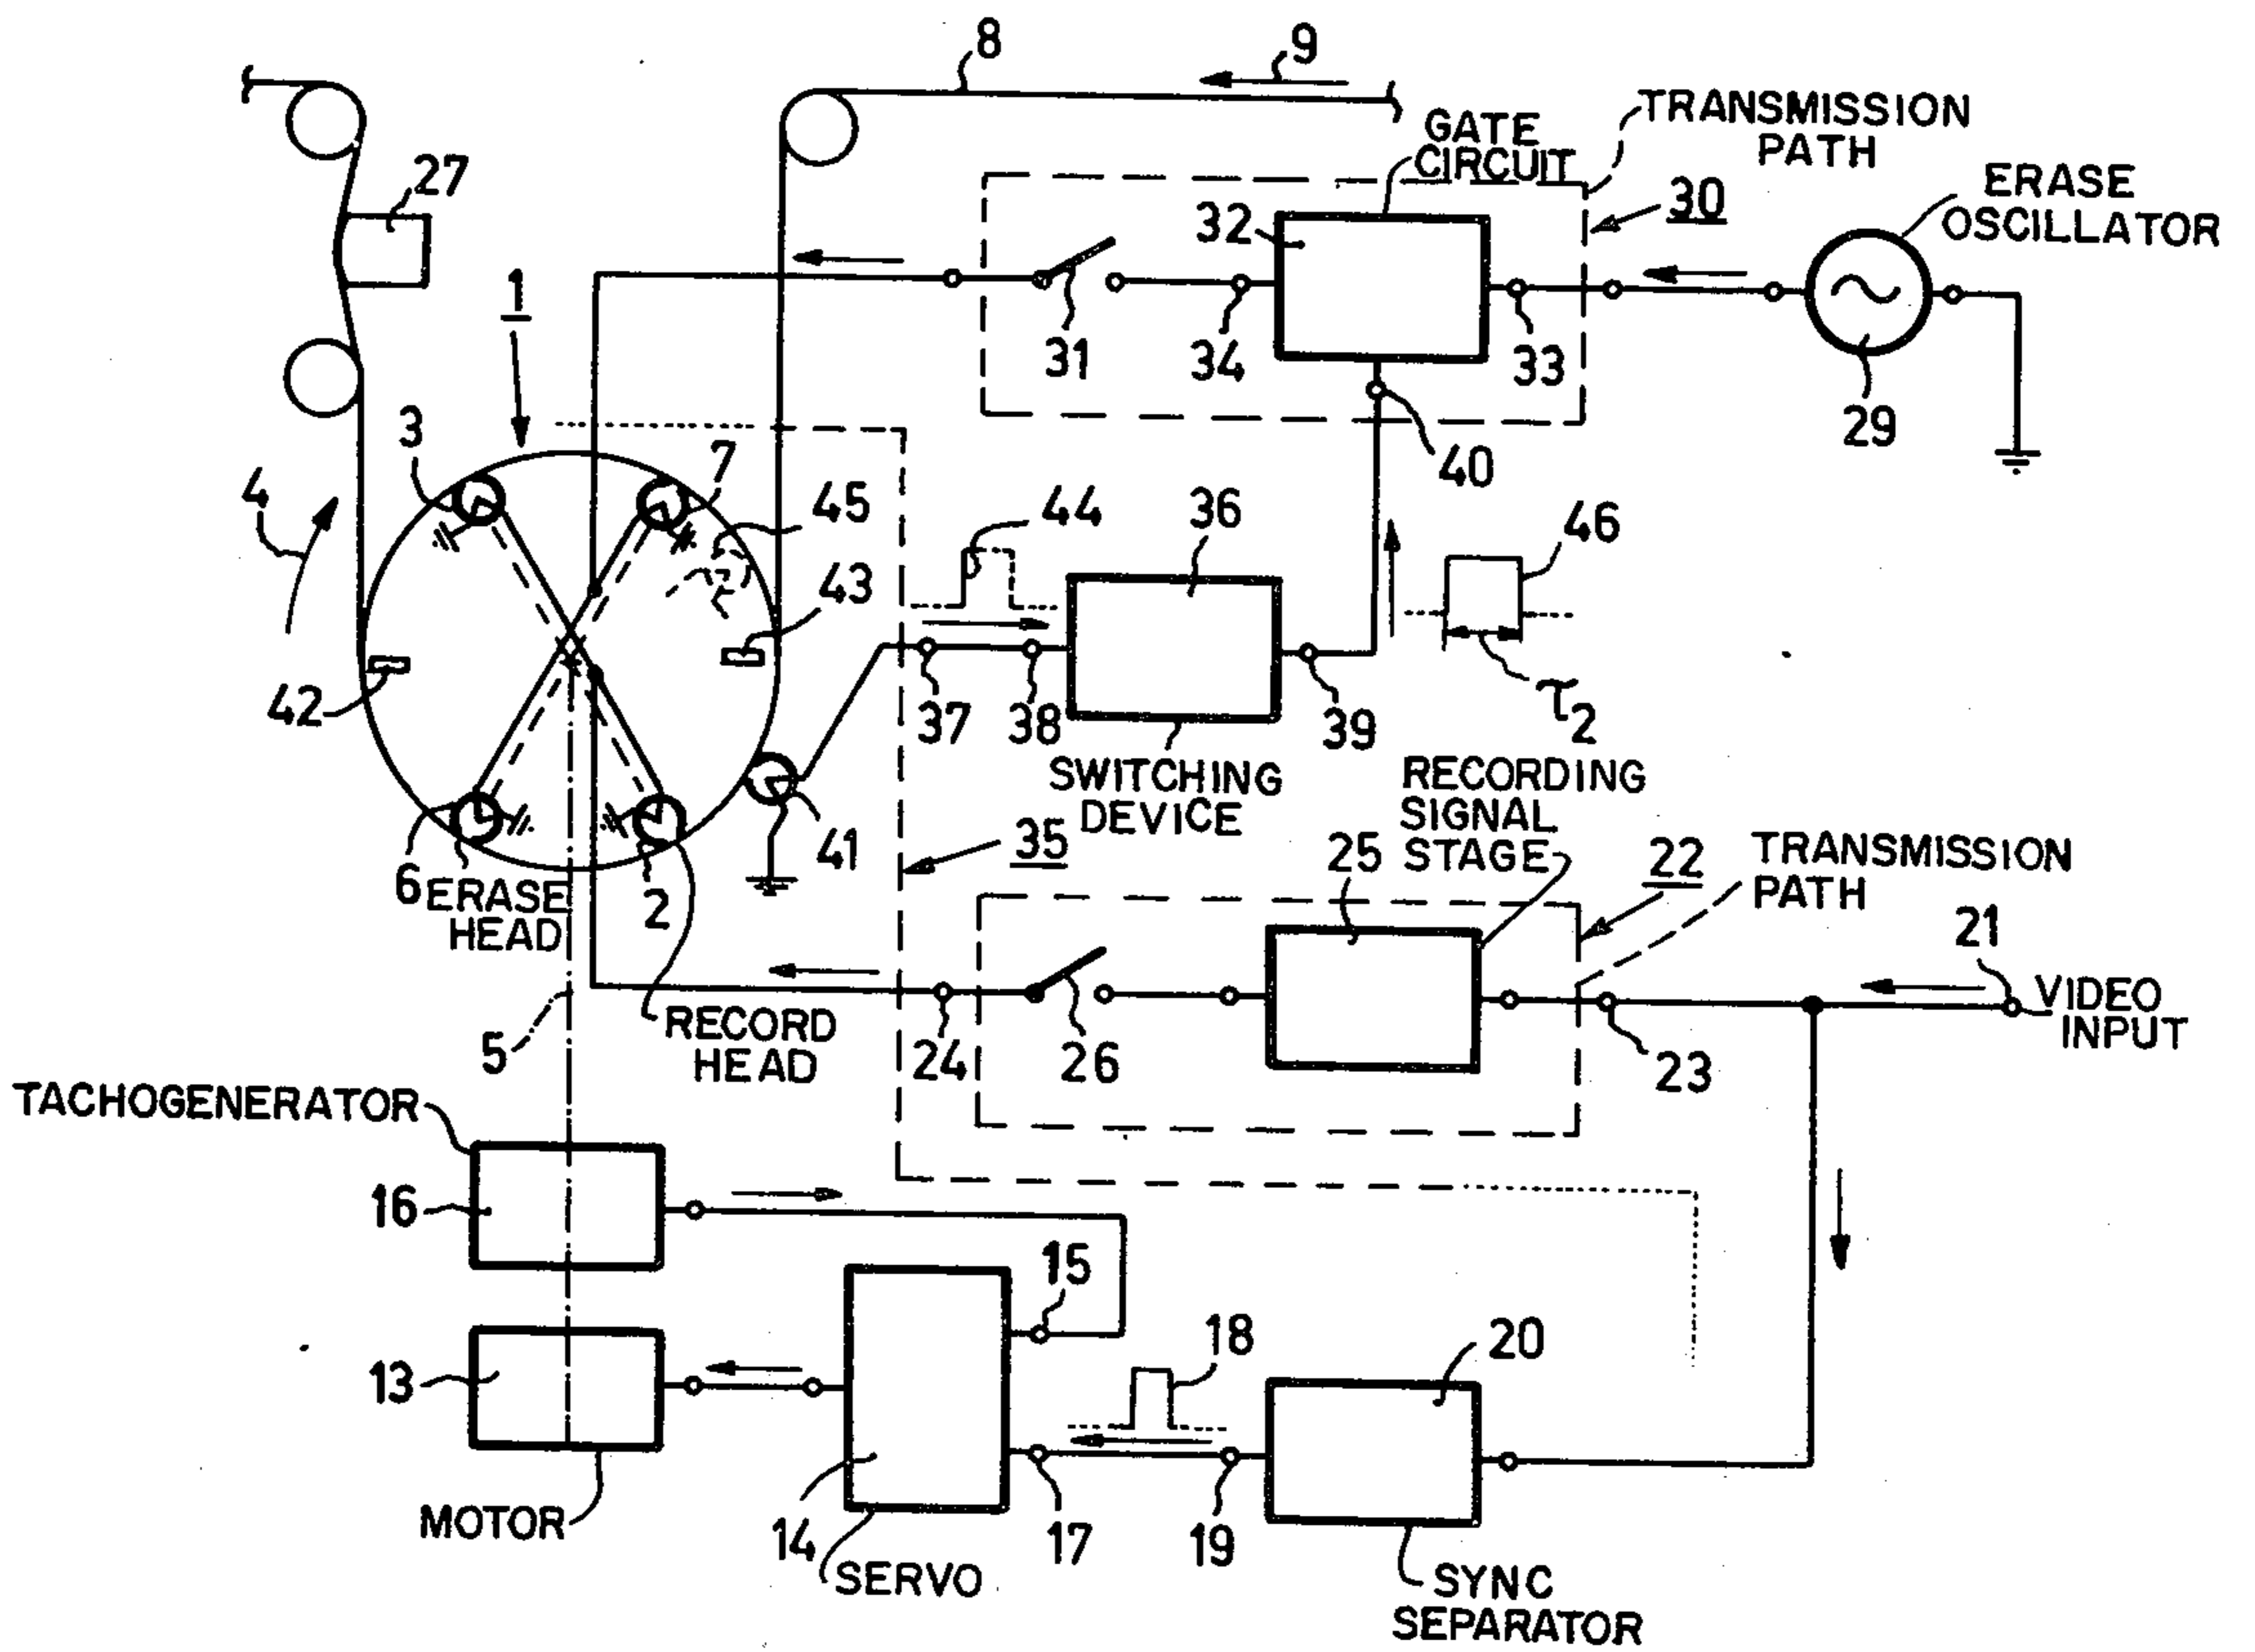 8
9
GATE
CIRCUIT
TRANSMISSION
PATH
27
30
ERASE
OSCILLATOR
32
1
31
34
33
29
3
7
40
4
45
44
36
46
43
42
37
38
39
τ2
SWITCHING
DEVICE
RECORDING
SIGNAL
STAGE
41
35
25
22
TRANSMISSION
PATH
6
ERASE
HEAD
2
21
VIDEO
INPUT
5
RECORD
HEAD
24
26
23
TACHOGENERATOR
16
15
18
20
13
MOTOR
14
SERVO
17
19
SYNC
SEPARATOR